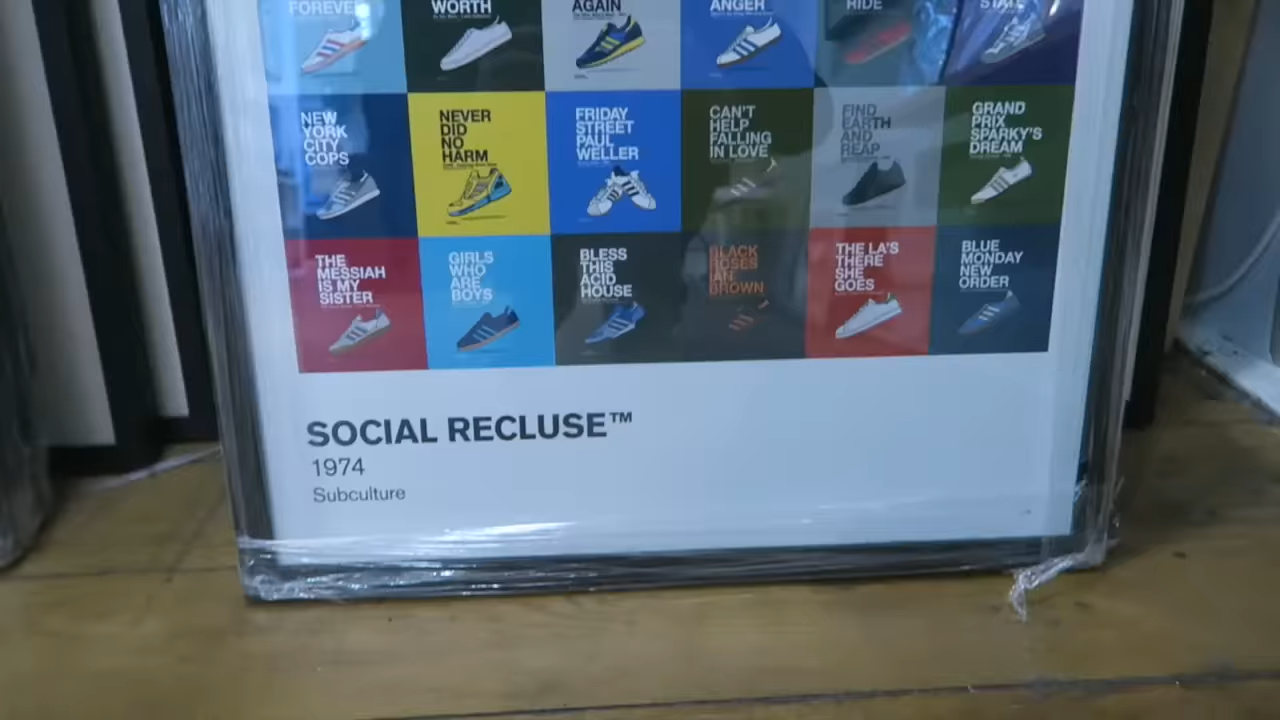 FOREVER
WORTH
AGAIN
ANGER
RIDE
NEW
YORK
CITY
COPS
NEVER
DID
NO
HARM
FRIDAY
STREET
PAUL
WELLER
CAN'T
HELP
FALLING
IN LOVE
FIND
EARTH
AND
REAP
GRAND
PRIX
SPARKY'S
DREAM
THE
MESSIAH
IS MY
SISTER
GIRLS
WHO
ARE
BOYS
BLESS
THIS
ACID
HOUSE
BLACK
ROSES
IAN
BROWN
THE LA'S
THERE
SHE
GOES
BLUE
MONDAY
NEW
ORDER
SOCIAL RECLUSE™
1974
Subculture